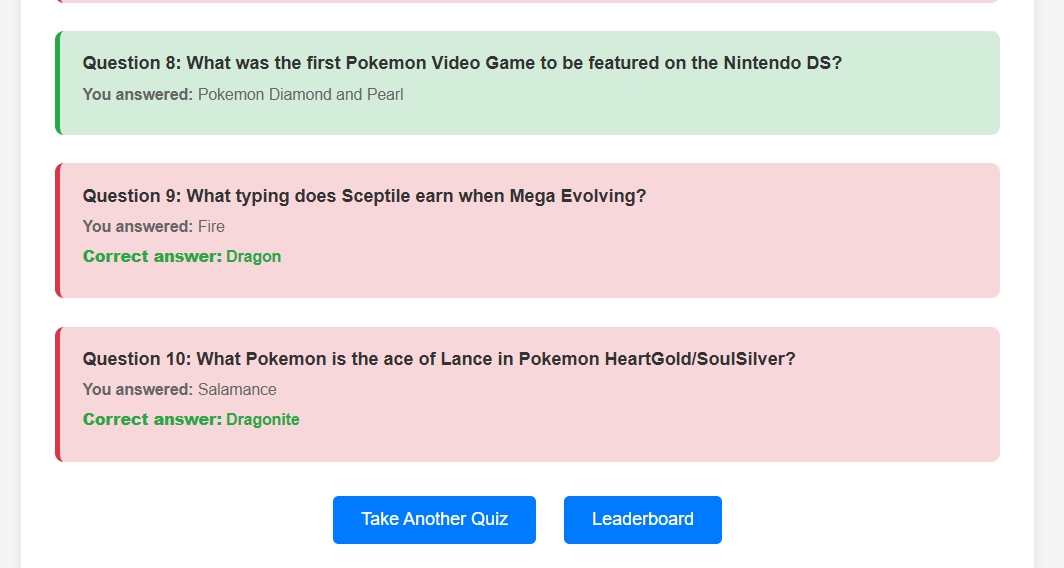 Question 8: What was the first Pokemon Video Game to be featured on the Nintendo DS?
You answered: Pokemon Diamond and Pearl
Question 9: What typing does Sceptile earn when Mega Evolving?
You answered: Fire
Correct answer: Dragon
Question 10: What Pokemon is the ace of Lance in Pokemon HeartGold/SoulSilver?
You answered: Salamance
Correct answer: Dragonite
Take Another Quiz
Leaderboard